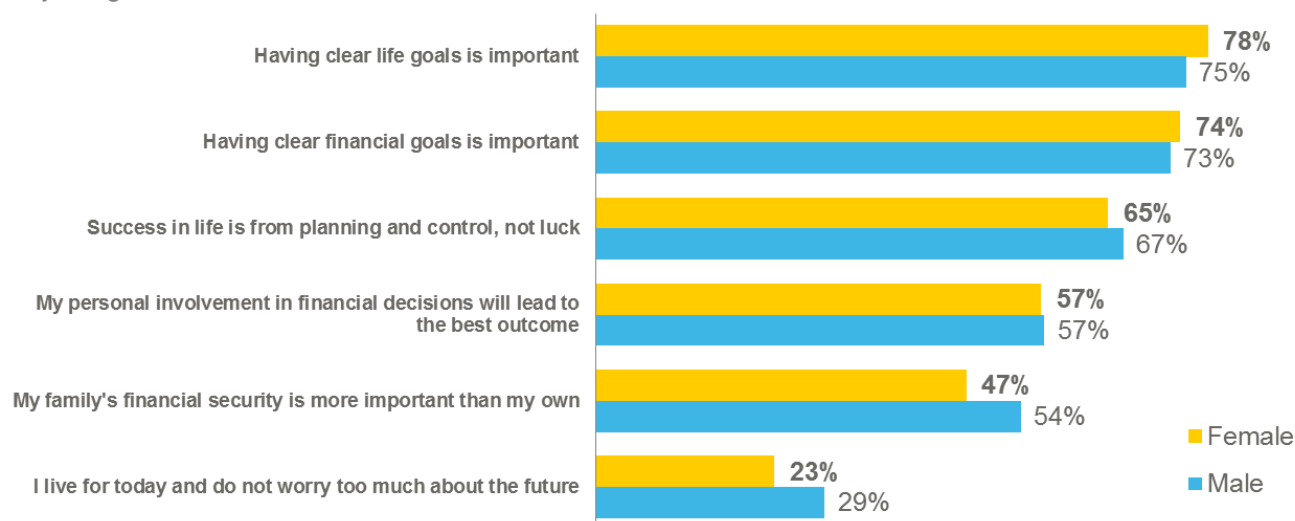 Having clear life goals is important
78%
75%
Having clear financial goals is important
74%
73%
Success in life is from planning and control, not luck
65%
67%
My personal involvement in financial decisions will lead to
the best outcome
57%
57%
My family's financial security is more important than my own
47%
54%
I live for today and do not worry too much about the future
23%
29%
Female
Male